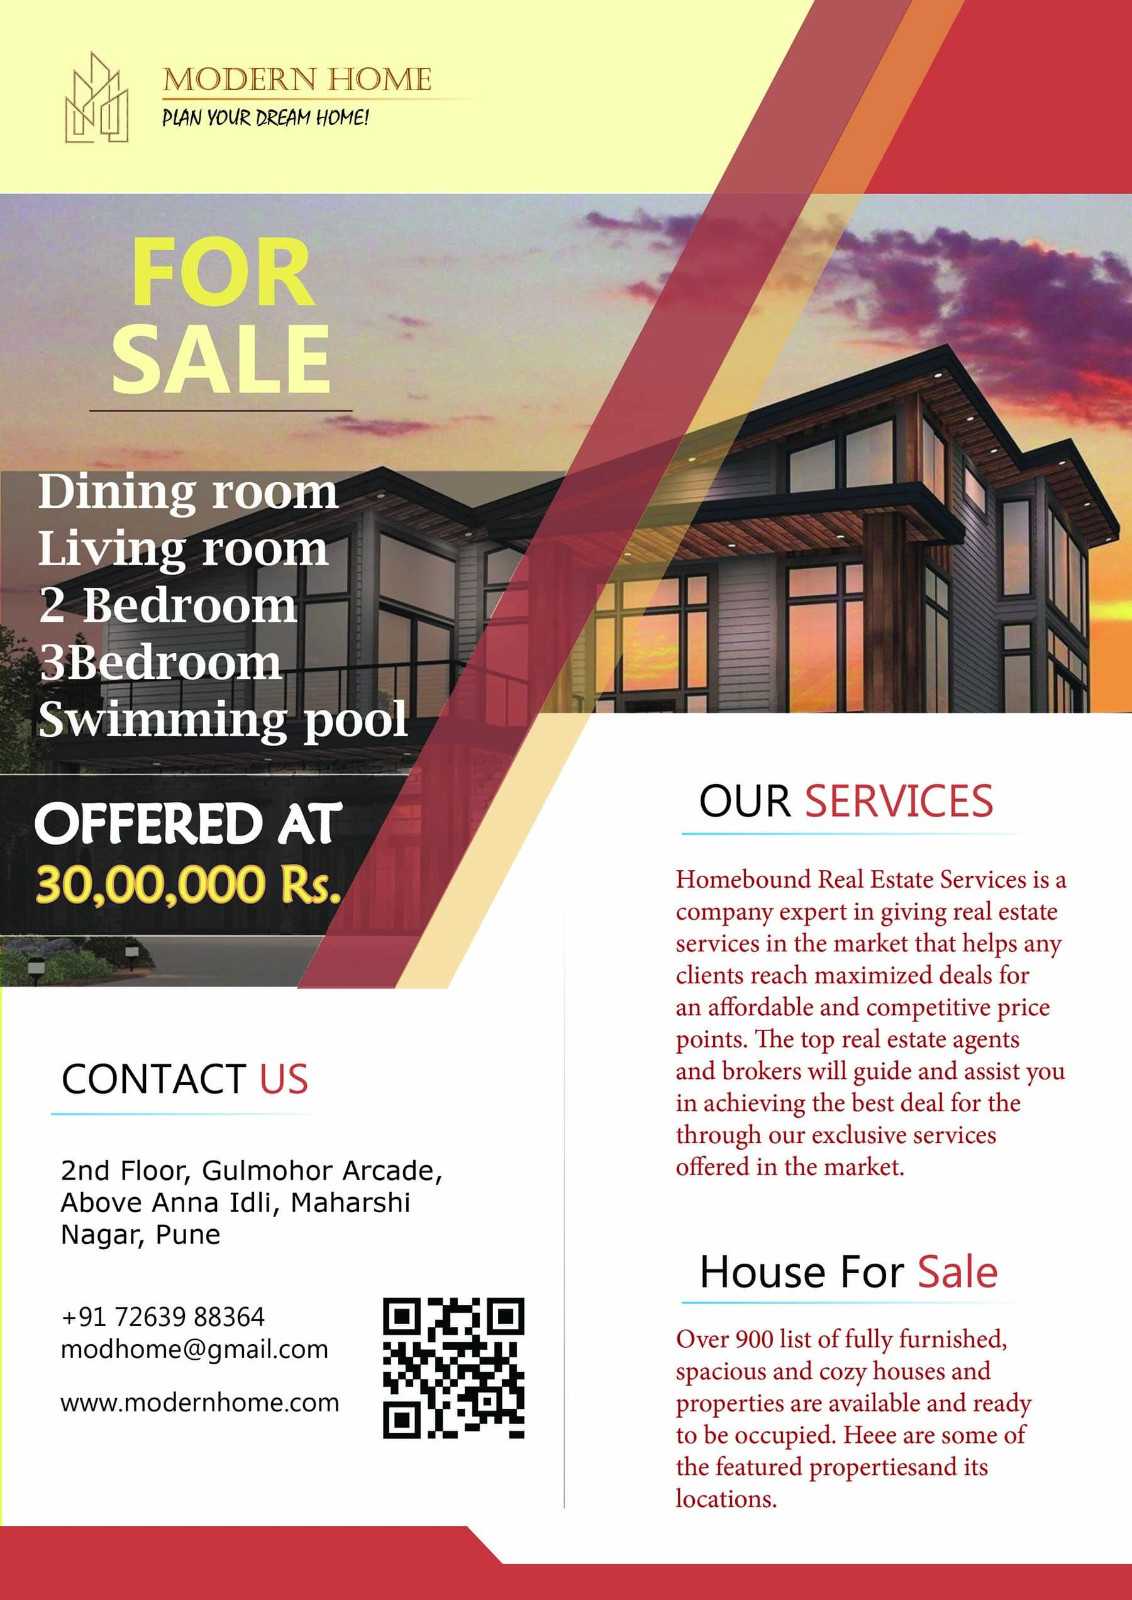 MODERN HOME
PLAN YOUR DREAM HOME!
FOR
SALE
Dining room
Living room
2 Bedroom
3Bedroom
Swimming pool
OFFERED AT
30,00,000 Rs.
CONTACT US
2nd Floor, Gulmohor Arcade,
Above Anna Idli, Maharshi
Nagar, Pune
+91 72639 88364
modhome@gmail.com
www.modernhome.com
OUR SERVICES
Homebound Real Estate Services is a
company expert in giving real estate
services in the market that helps any
clients reach maximized deals for
an affordable and competitive price
points. The top real estate agents
and brokers will guide and assist you
in achieving the best deal for the
through our exclusive services
offered in the market.
House For Sale
Over 900 list of fully furnished,
spacious and cozy houses and
properties are available and ready
to be occupied. Heee are some of
the featured propertiesand its
locations.